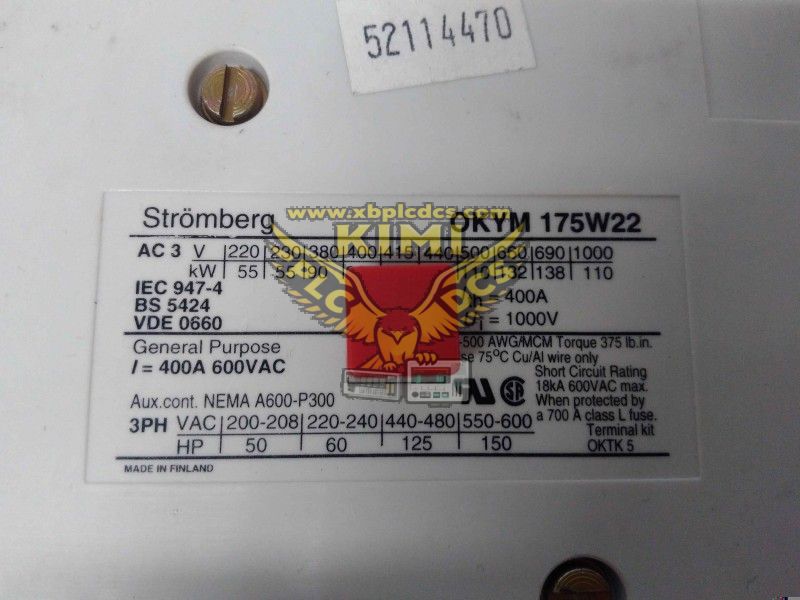 52114470
www.xbplcdcs.com
Strömberg OKYM 175W22
KIMI
PLC DCS
AC 3 V 220 230 380 400 415 440 500 660 690 1000
kW 55 55 90 110 132 138 110
IEC 947-4
BS 5424
VDE 0660
= 400A
= 1000V
General Purpose
I = 400A 600VAC
-500 AWG/MCM Torque 375 lb.in.
75°C Cu/Al wire only
Short Circuit Rating
18kA 600VAC max.
When protected by
a 700 A class L fuse.
Terminal kit
OKTK 5
Aux.cont. NEMA A600-P300
3PH VAC 200-208 220-240 440-480 550-600
HP 50 60 125 150
MADE IN FINLAND